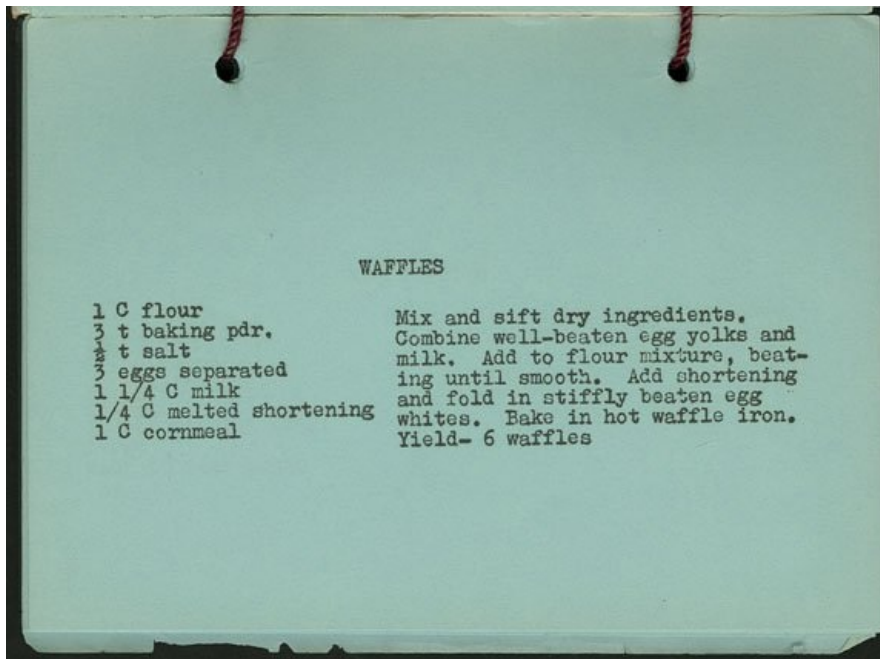 WAFFLES
1 C flour
3 t baking pdr.
½ t salt
3 eggs separated
1 1/4 C milk
1/4 C melted shortening
1 C cornmeal
Mix and sift dry ingredients.
Combine well-beaten egg yolks and
milk. Add to flour mixture, beat-
ing until smooth. Add shortening
and fold in stiffly beaten egg
whites. Bake in hot waffle iron.
Yield- 6 waffles